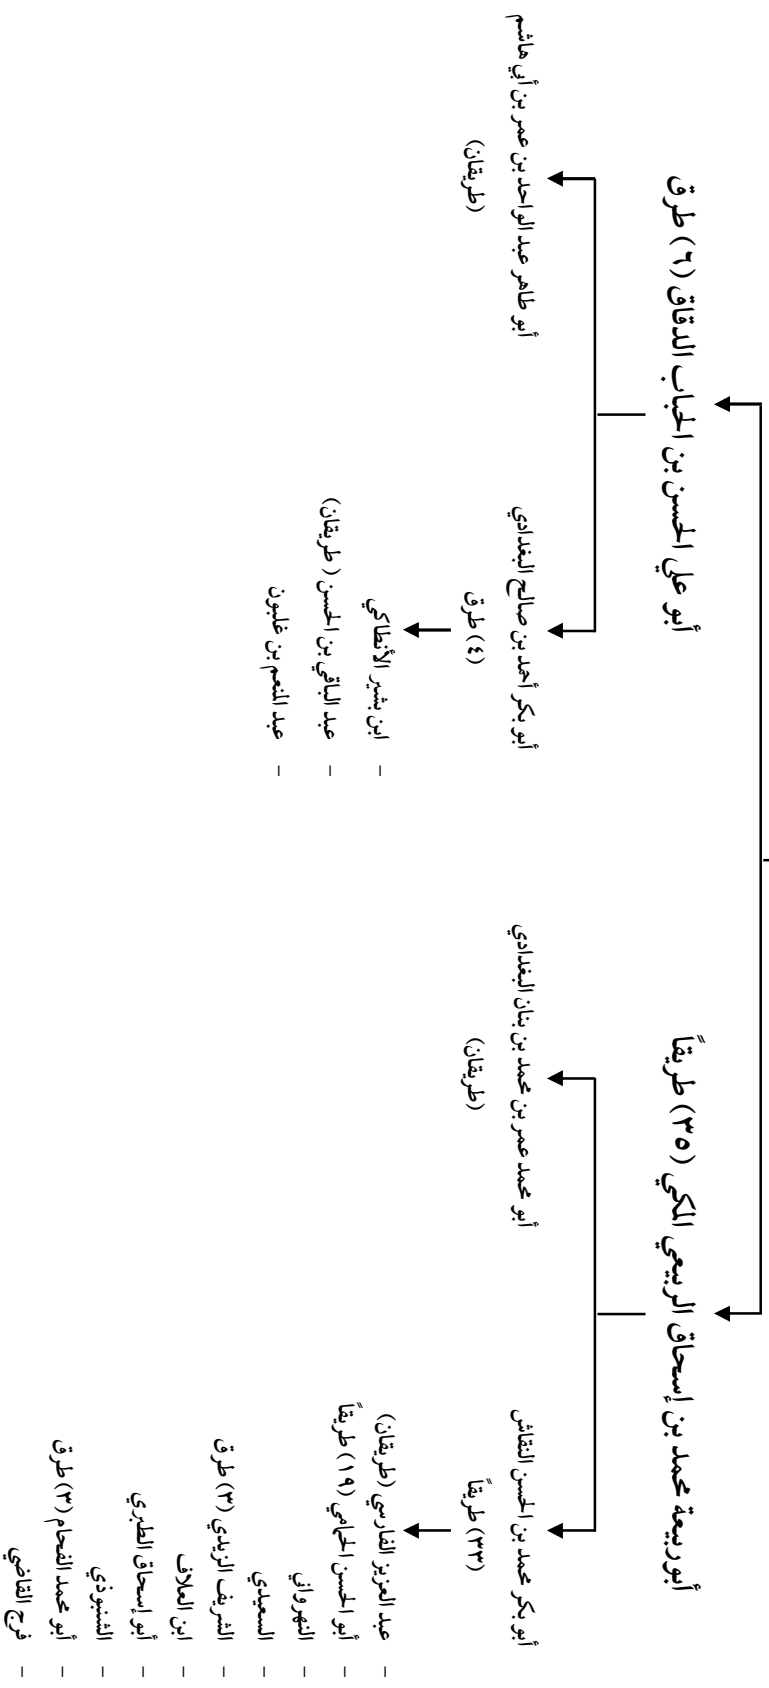 أبو ربيعة محمد بن إسحاق الربيعي المكي (٣٥) طريقاً
أبو بكر محمد بن الحسن النقاش
(٣٣) طريقاً
- عبد العزيز الفارسي (طريقان)
- أبو الحسن الحمامي (١٩) طريقاً
- النهرواني
- السعيدي
- الشريف الزيدي (٣) طرق
- ابن العلاف
- أبو إسحاق الطبري
- الشنبوذي
- أبو محمد الفحام (٣) طرق
- فرج القاضي
أبو محمد عمر بن محمد بن بنان البغدادي
(طريقان)
أبو علي الحسن بن الحباب الدقاق (٦) طرق
أبو بكر أحمد بن صالح البغدادي
(٤) طرق
- ابن بشير الأنطاكي
- عبد الباقي بن الحسن (طريقان)
- عبد المنعم بن غلبون
أبو طاهر عبد الواحد بن عمر بن أبي هاشم
(طريقان)